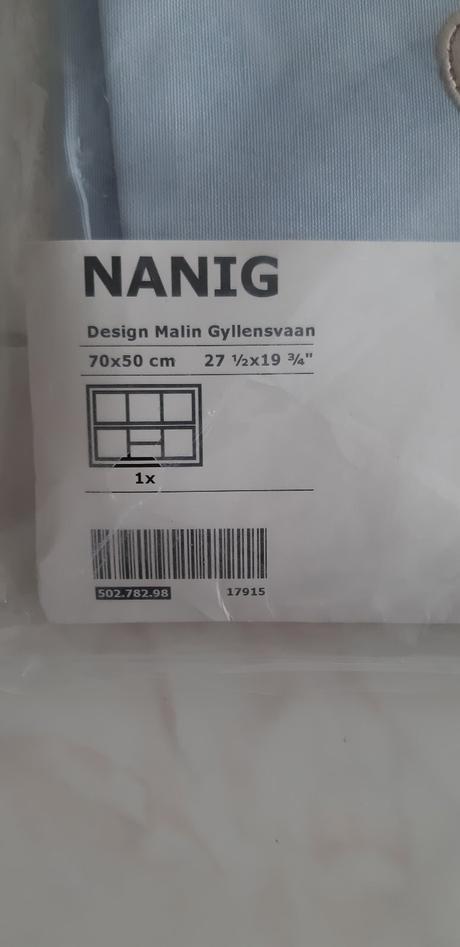 NANIG
Design Malin Gyllensvaan
70x50 cm 27 ½x19 ¾"
1x
502.782.98 17915